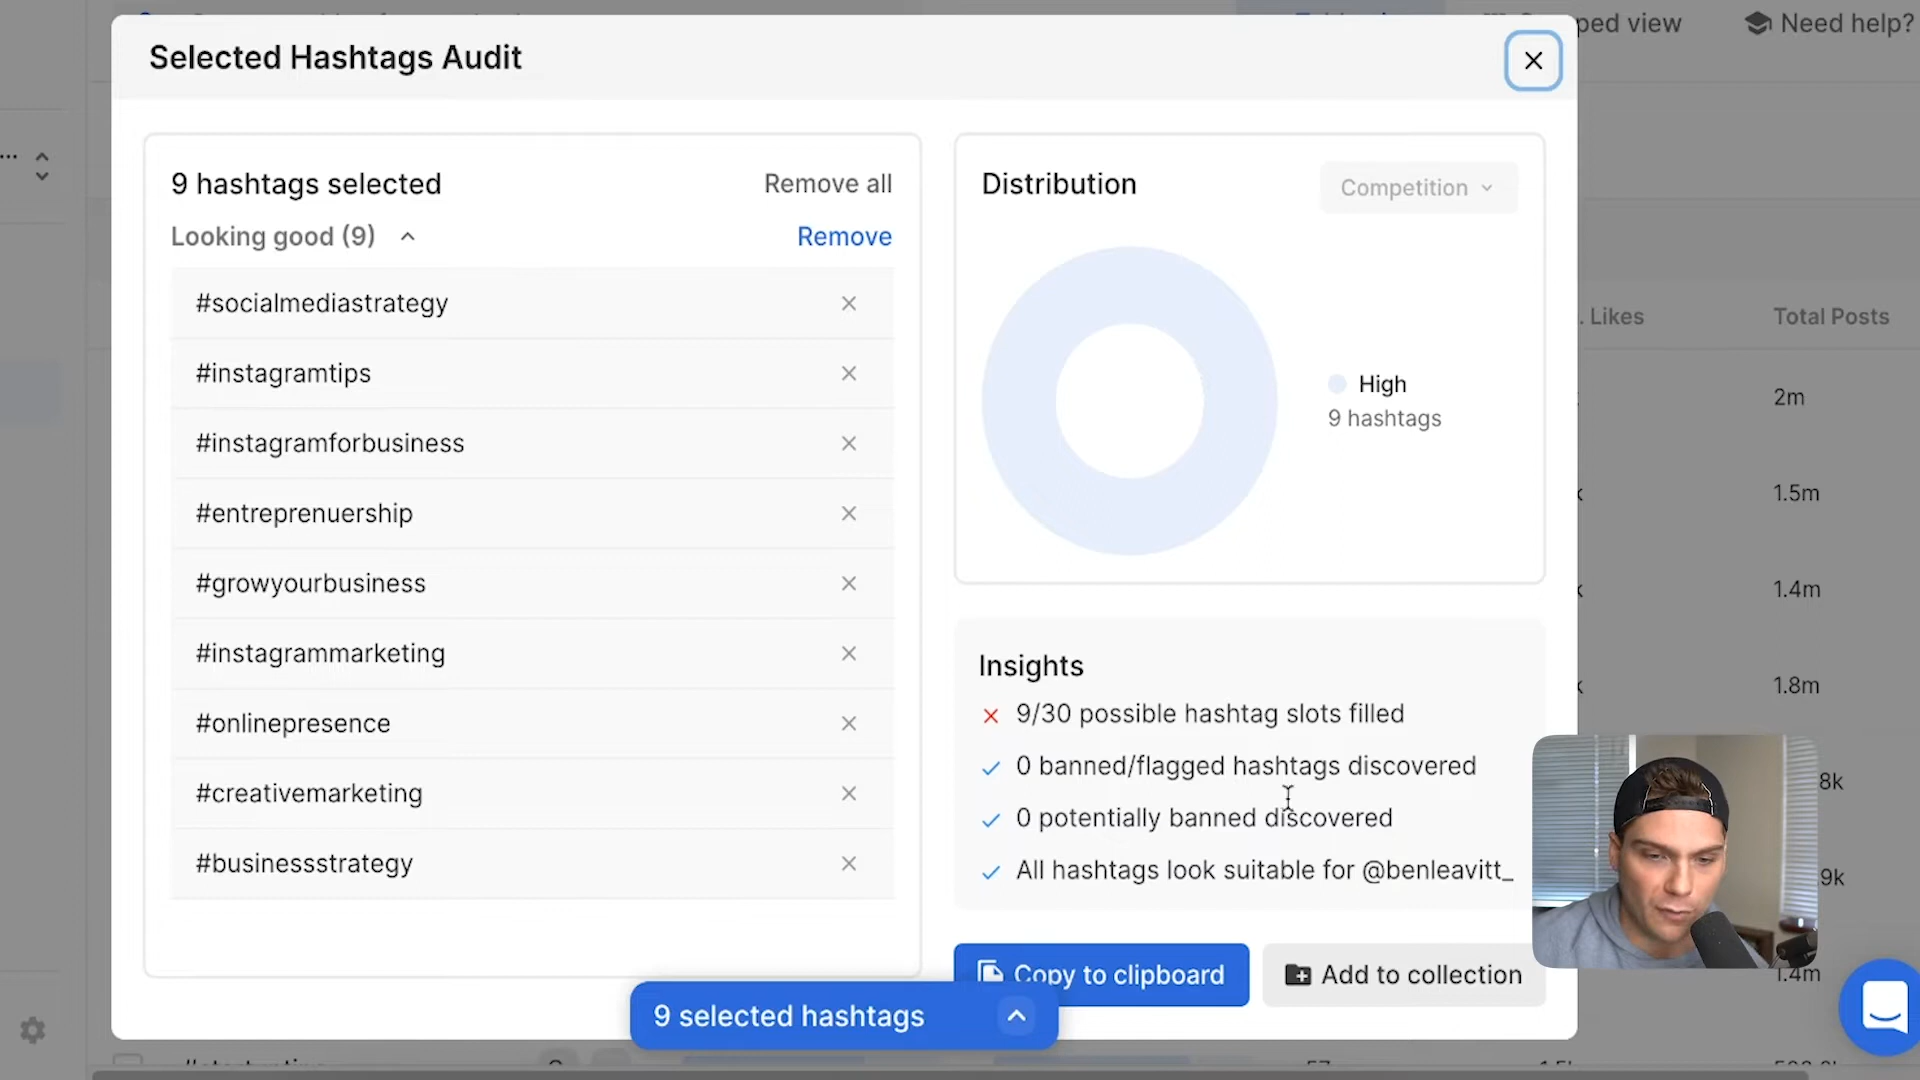 ped view
Need help?
Selected Hashtags Audit
9 hashtags selected
Remove all
Looking good (9)
Remove
#socialmediastrategy
#instagramtips
#instagramforbusiness
#entreprenuership
#growyourbusiness
#instagrammarketing
#onlinepresence
#creativemarketing
#businessstrategy
Distribution
Competition
High
9 hashtags
Insights
9/30 possible hashtag slots filled
0 banned/flagged hashtags discovered
0 potentially banned discovered
All hashtags look suitable for @benleavitt_
Copy to clipboard
Add to collection
9 selected hashtags
. Likes
Total Posts
2m
1.5m
1.4m
1.8m
8k
9k
1.4m